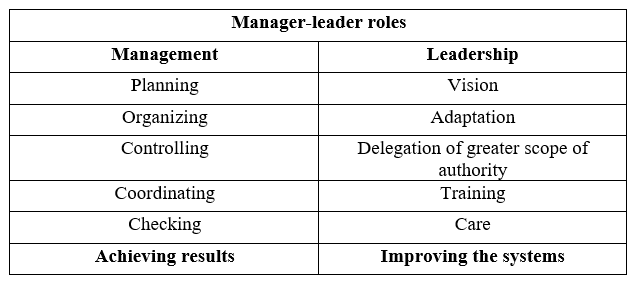 Manager-leader roles
Management Leadership
Planning Vision
Organizing Adaptation
Controlling Delegation of greater scope of
authority
Coordinating Training
Checking Care
Achieving results Improving the systems